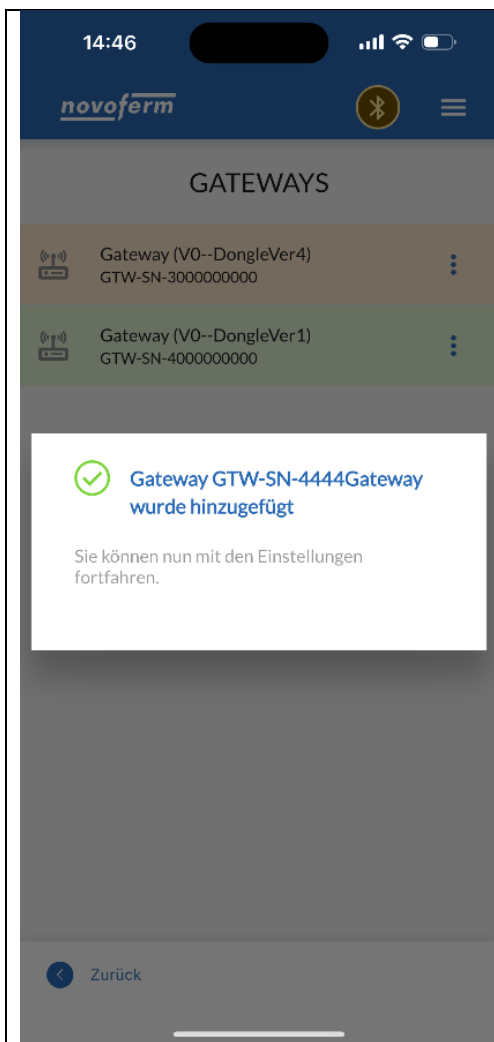 14:46
novoferm
GATEWAYS
Gateway (V0--DongleVer4)
GTW-SN-3000000000
Gateway (V0--DongleVer1)
GTW-SN-4000000000
Gateway GTW-SN-4444Gateway
wurde hinzugefügt
Sie können nun mit den Einstellungen
fortfahren.
Zurück